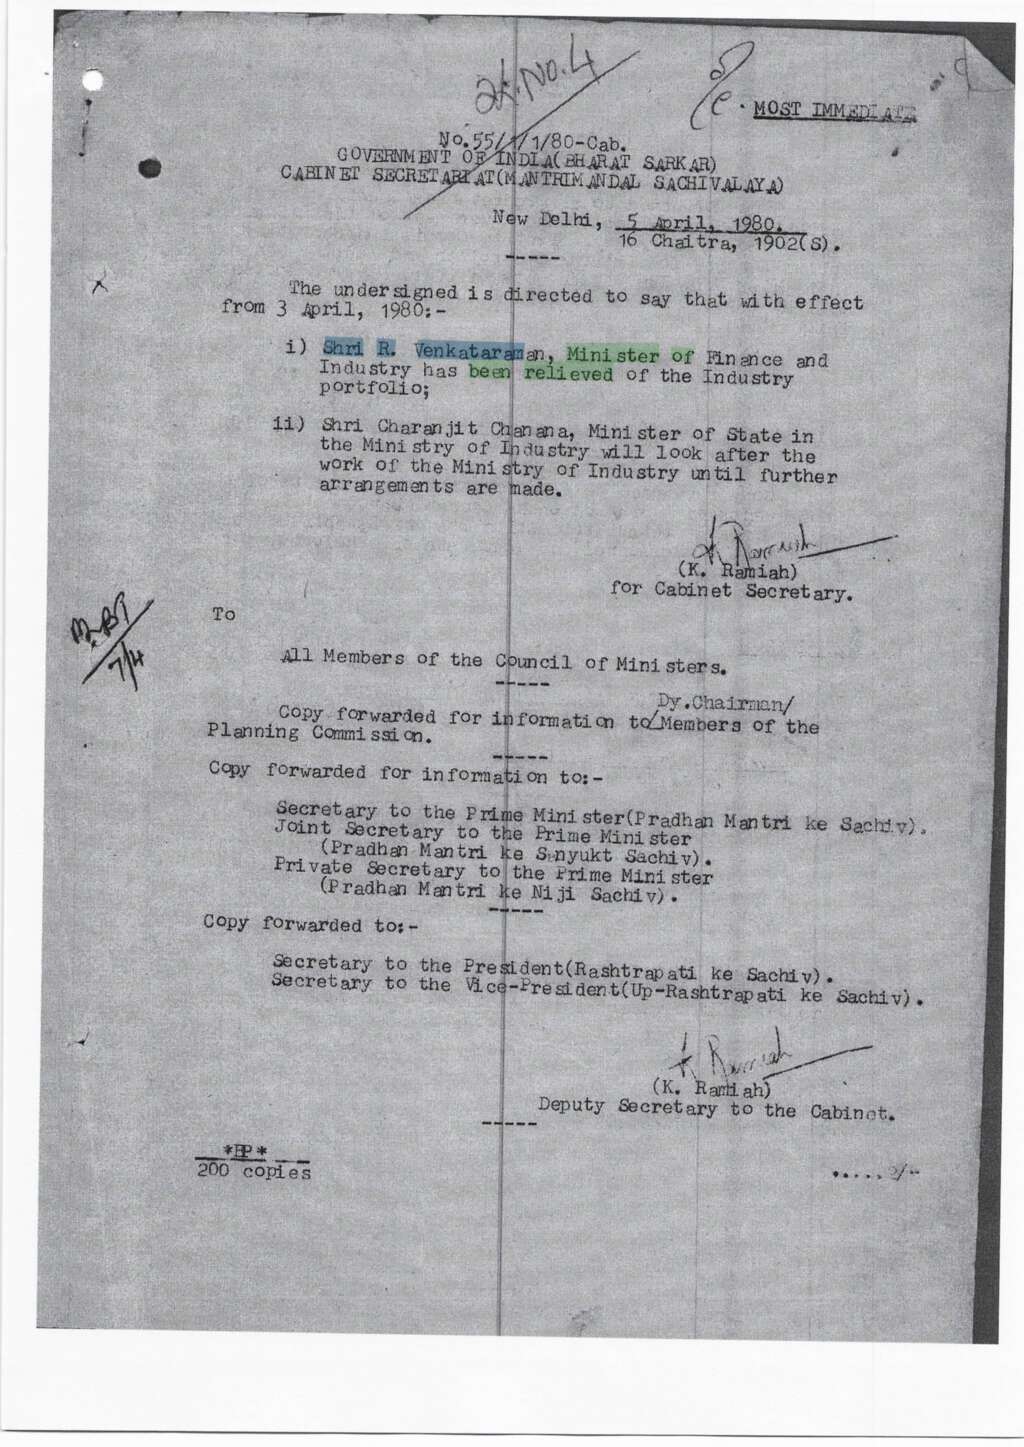 Sl.No.4
MOST IMMEDIATE
No.55/1/1/80-Cab.
GOVERNMENT OF INDIA(BHARAT SARKAR)
CABINET SECRETARIAT(MANTRIMANDAL SACHIVALAYA)
New Delhi, 5 April, 1980.
16 Chaitra, 1902(S).
-----
The undersigned is directed to say that with effect
from 3 April, 1980:-
i) Shri R. Venkataraman, Minister of Finance and
Industry has been relieved of the Industry
portfolio;
ii) Shri Charanjit Chanana, Minister of State in
the Ministry of Industry will look after the
work of the Ministry of Industry until further
arrangements are made.
K Ramiah
(K. Ramiah)
for Cabinet Secretary.
To
7/4
All Members of the Council of Ministers.
-----
Dy.Chairman/
Copy forwarded for information to Members of the
Planning Commission.
-----
Copy forwarded for information to:-
Secretary to the Prime Minister(Pradhan Mantri ke Sachiv).
Joint Secretary to the Prime Minister
(Pradhan Mantri ke Sanyukt Sachiv).
Private Secretary to the Prime Minister
(Pradhan Mantri ke Niji Sachiv).
-----
Copy forwarded to:-
Secretary to the President(Rashtrapati ke Sachiv).
Secretary to the Vice-President(Up-Rashtrapati ke Sachiv).
K Ramiah
(K. Ramiah)
Deputy Secretary to the Cabinet.
-----
*BP*
200 copies
.....2/-